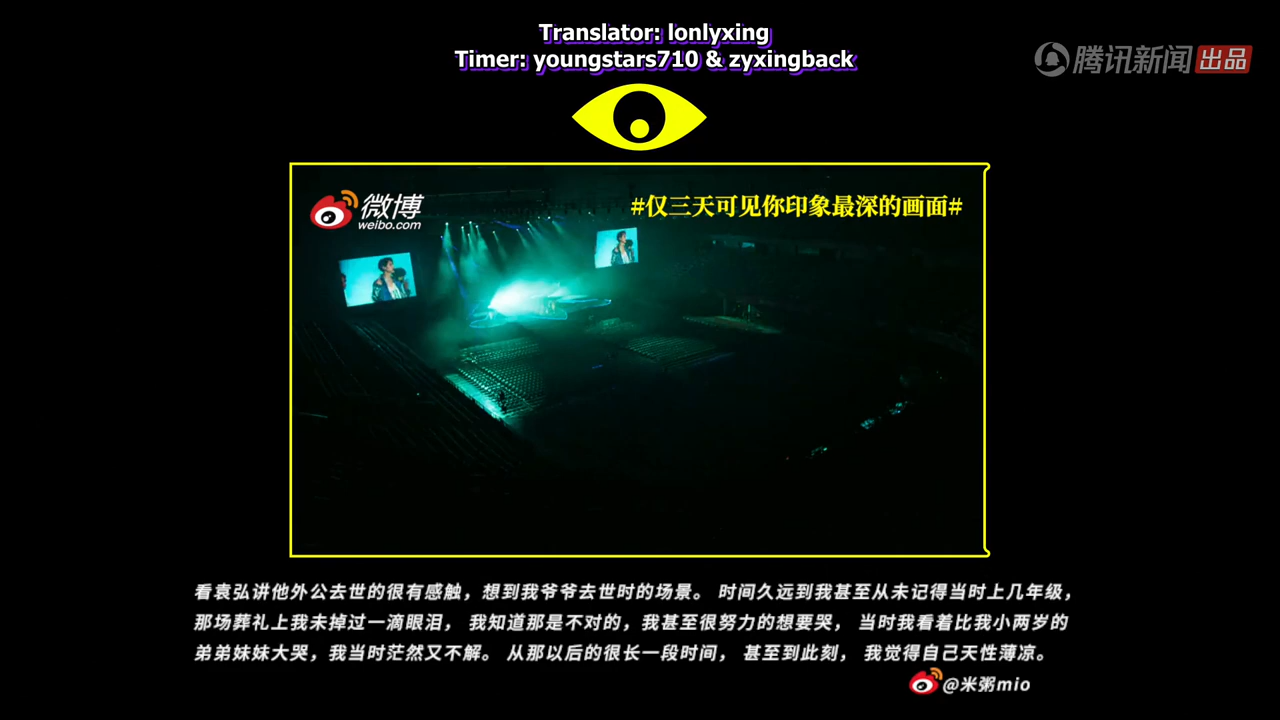 Translator: lonlyxing
Timer: youngstars710 & zyxingback
腾讯新闻 出品
微博
weibo.com
#仅三天可见你印象最深的画面#
看袁弘讲他外公去世的很有感触，想到我爷爷去世时的场景。 时间久远到我甚至从未记得当时上几年级，
那场葬礼上我未掉过一滴眼泪， 我知道那是不对的，我甚至很努力的想要哭， 当时我看着比我小两岁的
弟弟妹妹大哭，我当时茫然又不解。 从那以后的很长一段时间， 甚至到此刻， 我觉得自己天性薄凉。
@米粥mio